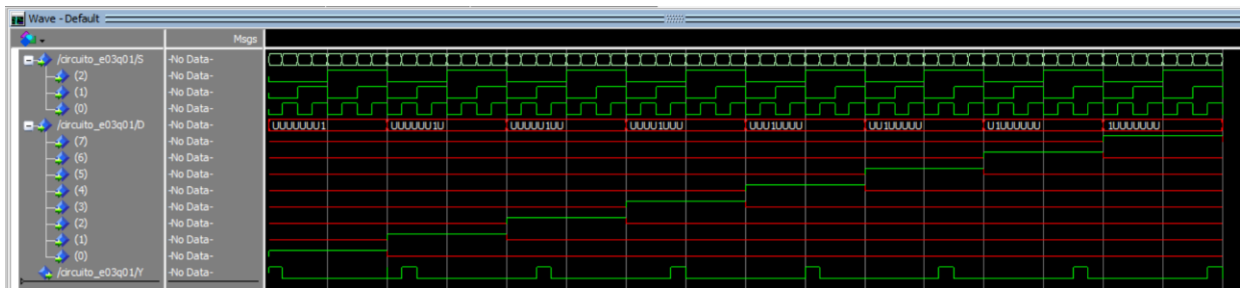 Wave - Default
Msgs
/circuito_e03q01/S -No Data-
(2) -No Data-
(1) -No Data-
(0) -No Data-
/circuito_e03q01/D -No Data- UUUUUUU1 UUUUUU1U UUUUU1UU UUUU1UUU UUU1UUUU UU1UUUUU U1UUUUUU 1UUUUUUU
(7) -No Data-
(6) -No Data-
(5) -No Data-
(4) -No Data-
(3) -No Data-
(2) -No Data-
(1) -No Data-
(0) -No Data-
/circuito_e03q01/Y -No Data-